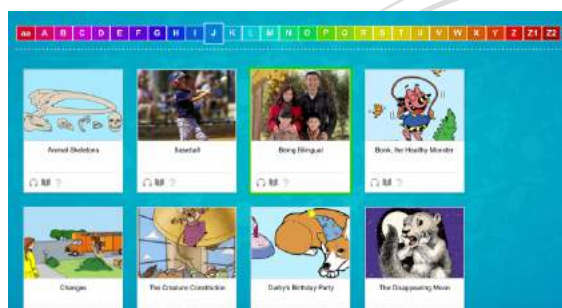 aa A B C D E F G H I J K L M N O P Q R S T U V W X Y Z Z1 Z2
Animal Skeletons
Baseball
Being Bilingual
Bonk, the Healthy Monster
Changes
The Creature Constitution
Darby's Birthday Party
The Disappearing Moon